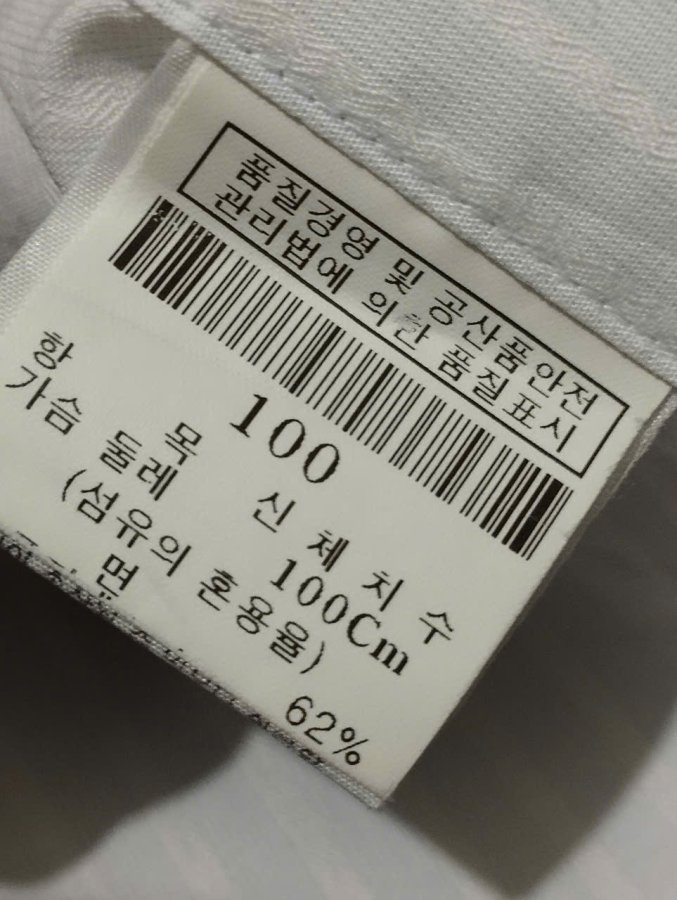 품질경영 및 공산품안전
관리법에 의한 품질표시
100
항 목 신 체 치 수
가슴 둘레 100Cm
(섬유의 혼용율)
면 62%